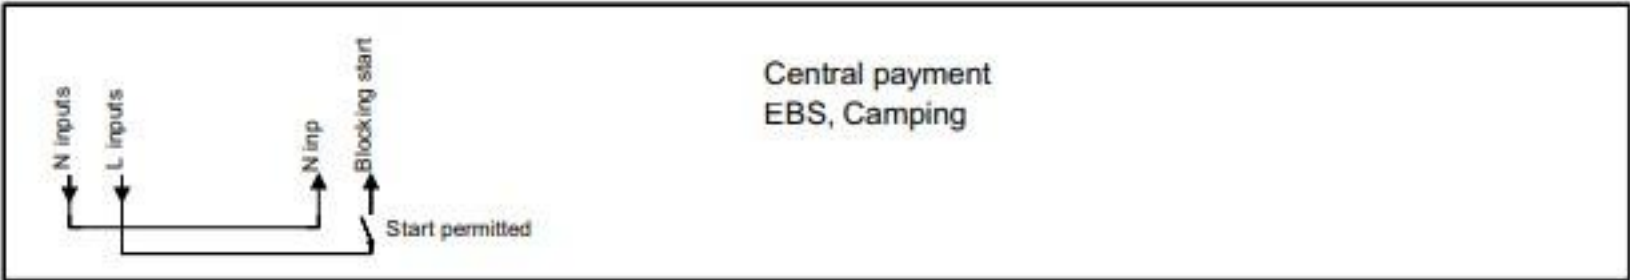 N inputs
L inputs
N inp
Blocking start
Start permitted
Central payment
EBS, Camping